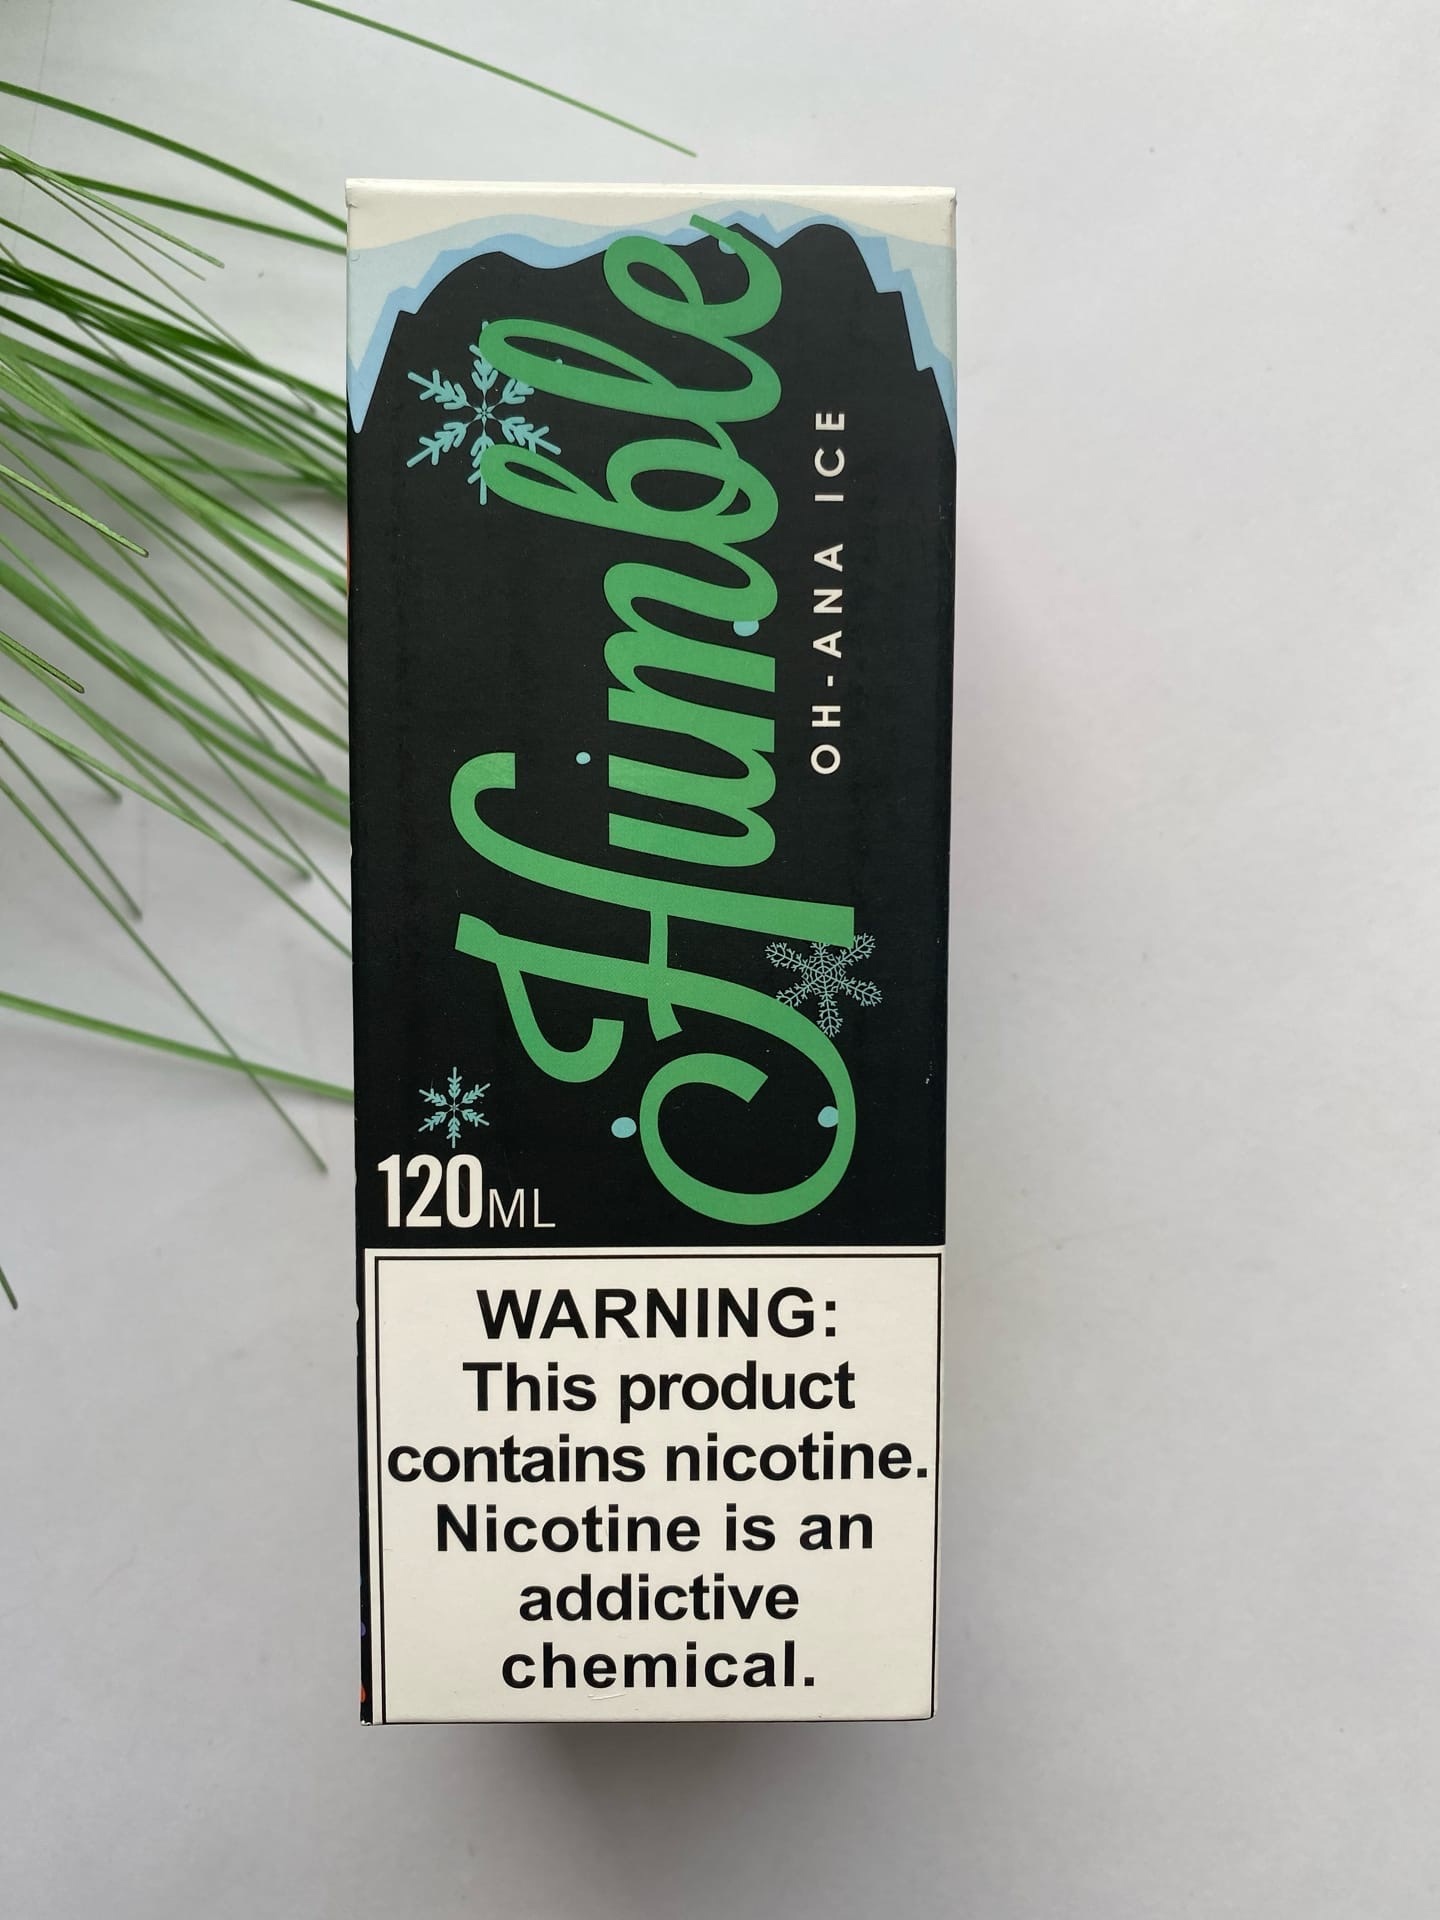 Humble
OH-ANA ICE
120ML
WARNING:
This product
contains nicotine.
Nicotine is an
addictive
chemical.